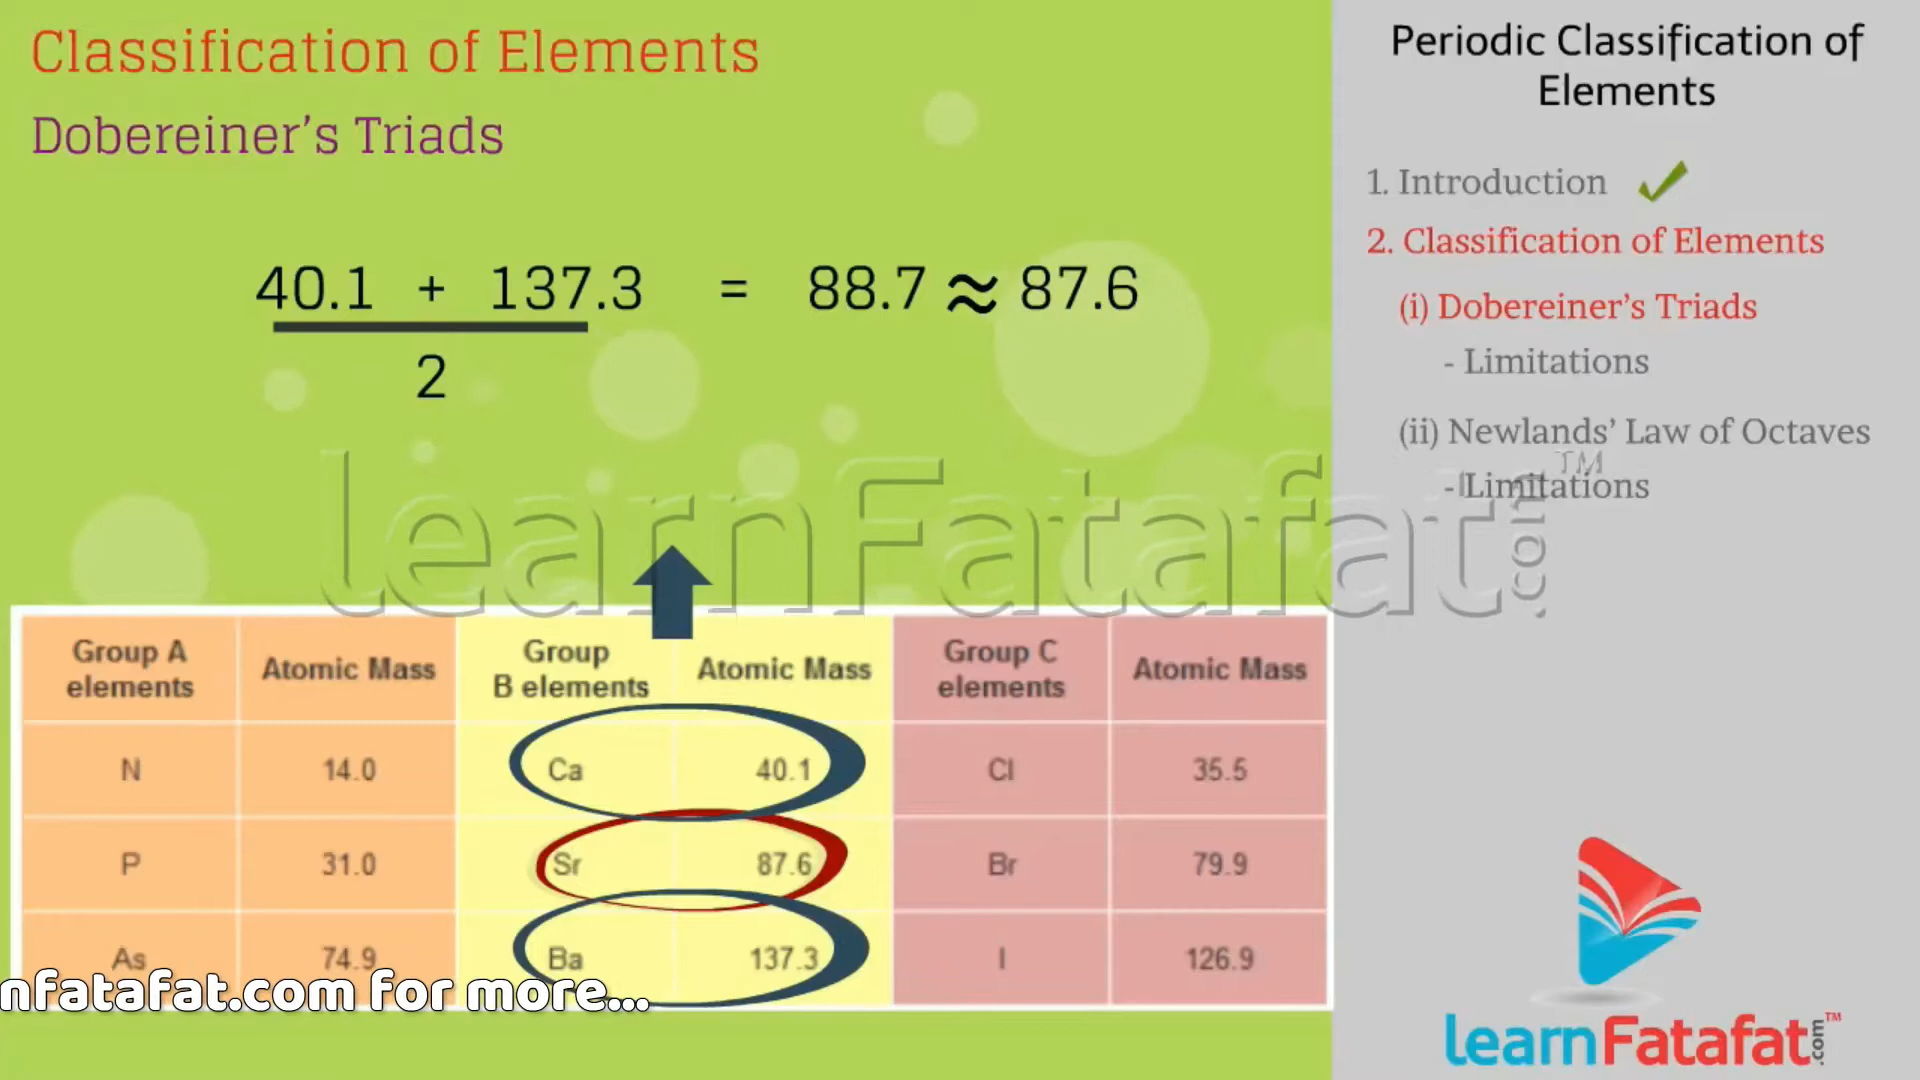 Classification of Elements
Dobereiner's Triads
40.1 + 137.3 = 88.7 ≈ 87.6
2
Group A elements Atomic Mass Group B elements Atomic Mass Group C elements Atomic Mass
N 14.0 Ca 40.1 Cl 35.5
P 31.0 Sr 87.6 Br 79.9
As 74.9 Ba 137.3 I 126.9
nfatafat.com for more...
Periodic Classification of
Elements
1. Introduction
2. Classification of Elements
(i) Dobereiner's Triads
- Limitations
(ii) Newlands' Law of Octaves
- Limitations
learnFatafat.com™
learnFatafat.com™